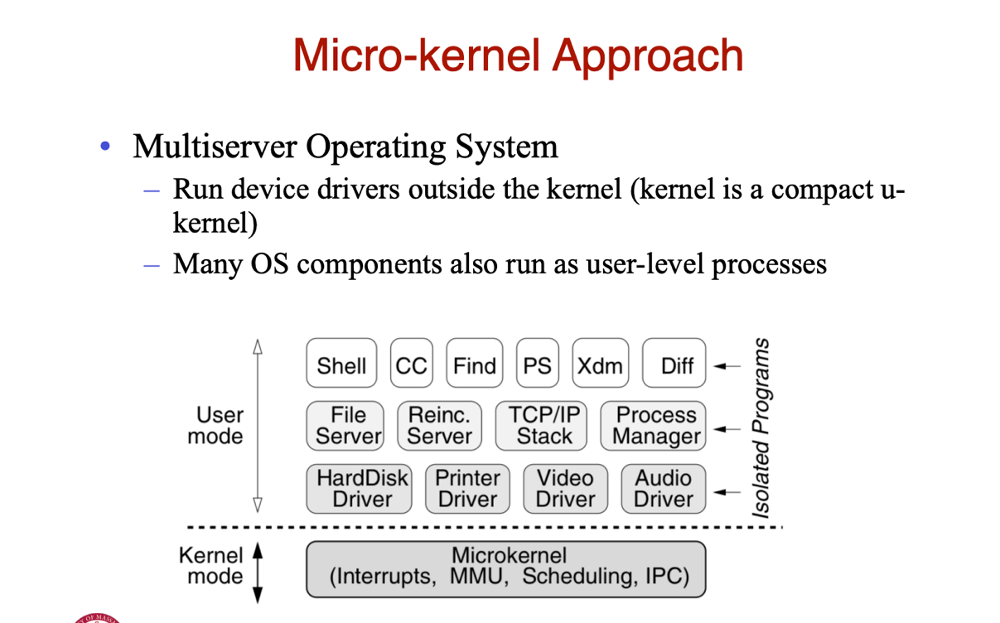 Micro-kernel Approach
• Multiserver Operating System
– Run device drivers outside the kernel (kernel is a compact u-
kernel)
– Many OS components also run as user-level processes
Shell CC Find PS Xdm Diff
User
mode
File
Server
Reinc.
Server
TCP/IP
Stack
Process
Manager
HardDisk
Driver
Printer
Driver
Video
Driver
Audio
Driver
Isolated Programs
Kernel
mode
Microkernel
(Interrupts, MMU, Scheduling, IPC)